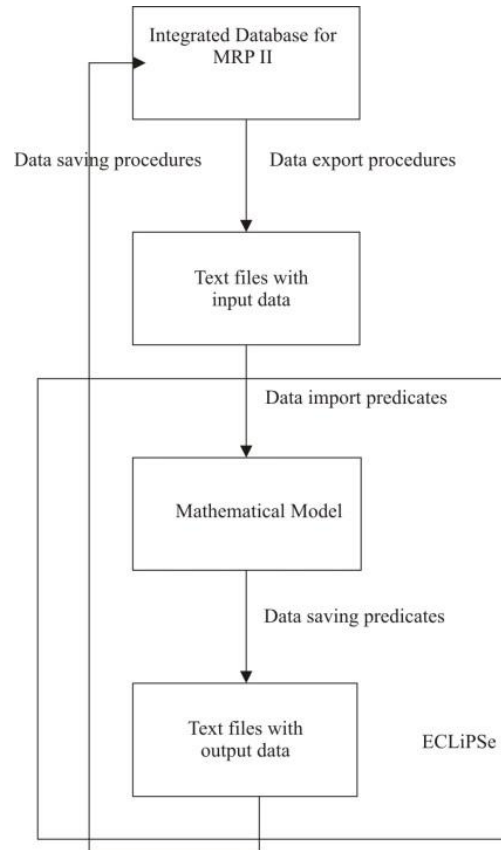 Integrated Database for
MRP II
Data saving procedures
Data export procedures
Text files with
input data
Data import predicates
Mathematical Model
Data saving predicates
Text files with
output data
ECLiPSe